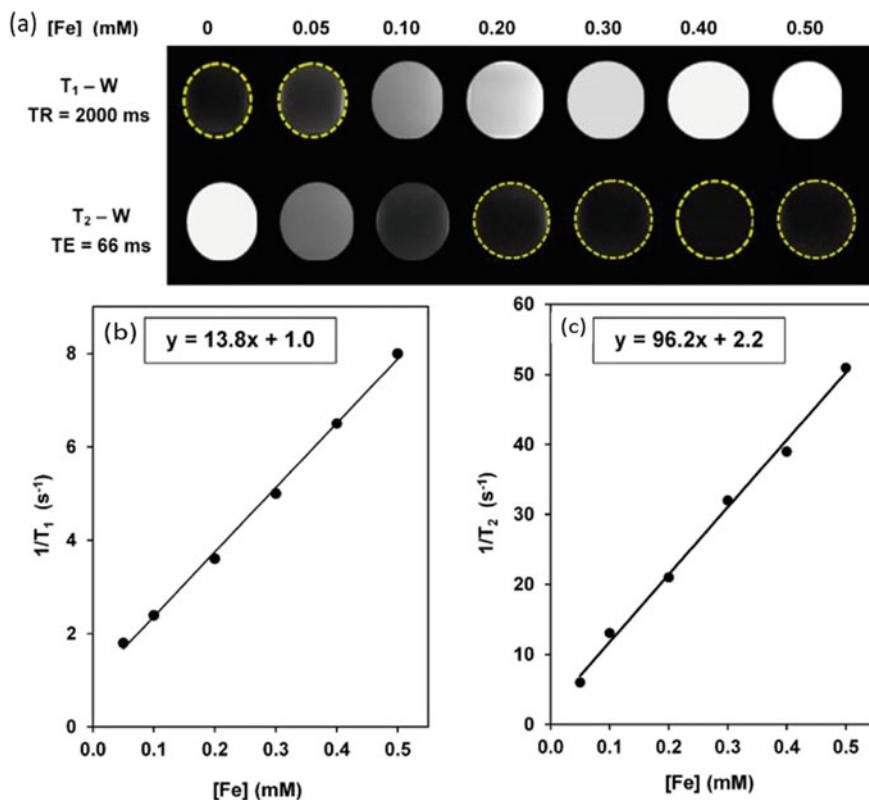 (a) [Fe] (mM) 0 0.05 0.10 0.20 0.30 0.40 0.50
T₁ – W
TR = 2000 ms
T₂ – W
TE = 66 ms
(b) y = 13.8x + 1.0
8
6
4
2
0
1/T₁ (s⁻¹)
0.0 0.1 0.2 0.3 0.4 0.5
[Fe] (mM)
(c) y = 96.2x + 2.2
60
50
40
30
20
10
0
1/T₂ (s⁻¹)
0.0 0.1 0.2 0.3 0.4 0.5
[Fe] (mM)